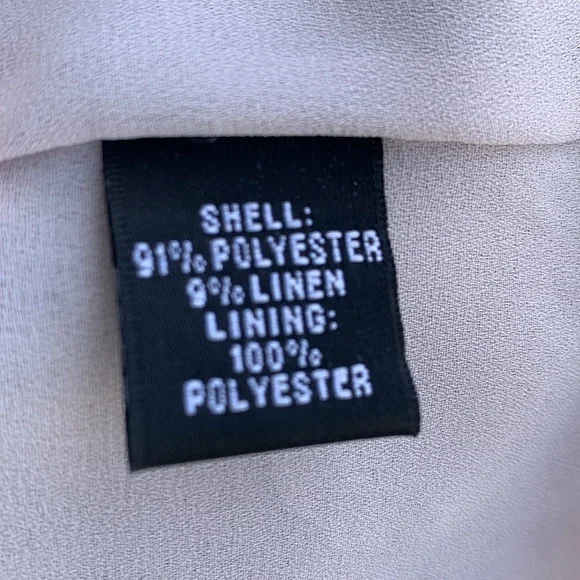 SHELL:
91% POLYESTER
9% LINEN
LINING:
100%
POLYESTER